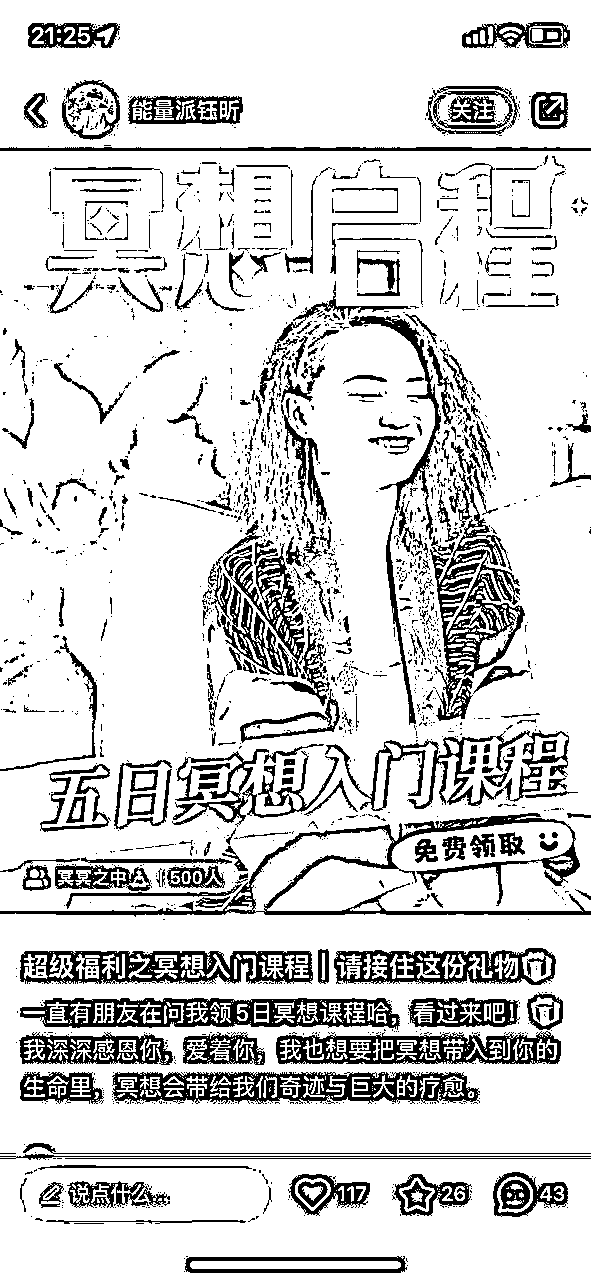 21:25
能量派钰昕
关注
冥想启程
五日冥想入门课程
免费领取
冥冥之中 | 500人
超级福利之冥想入门课程｜请接住这份礼物
一直有朋友在问我领5日冥想课程哈，看过来吧！
我深深感恩你，爱着你，我也想要把冥想带入到你的
生命里，冥想会带给我们奇迹与巨大的疗愈。
说点什么...
117
26
43